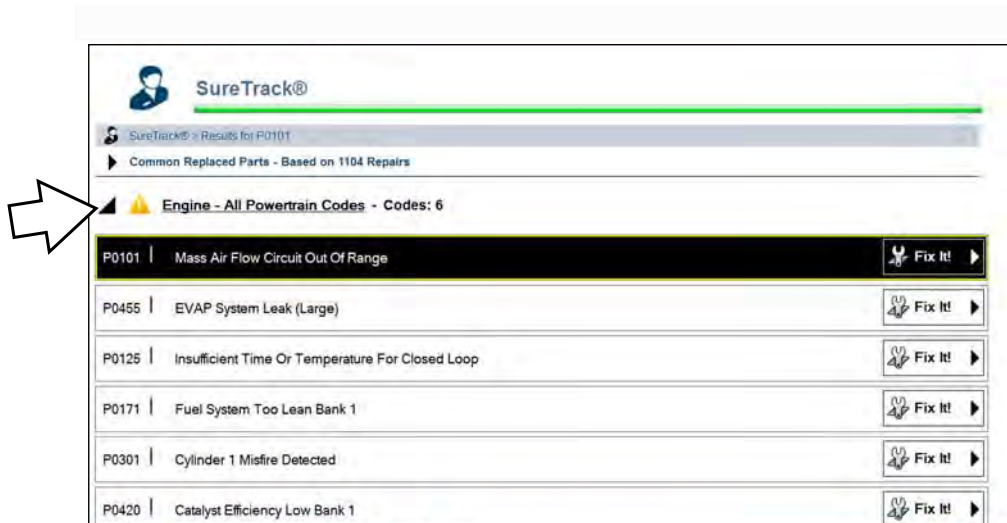 SureTrack®
SureTrack® > Results for P0101
Common Replaced Parts - Based on 1104 Repairs
Engine - All Powertrain Codes - Codes: 6
P0101 | Mass Air Flow Circuit Out Of Range Fix It!
P0455 | EVAP System Leak (Large) Fix It!
P0125 | Insufficient Time Or Temperature For Closed Loop Fix It!
P0171 | Fuel System Too Lean Bank 1 Fix It!
P0301 | Cylinder 1 Misfire Detected Fix It!
P0420 | Catalyst Efficiency Low Bank 1 Fix It!